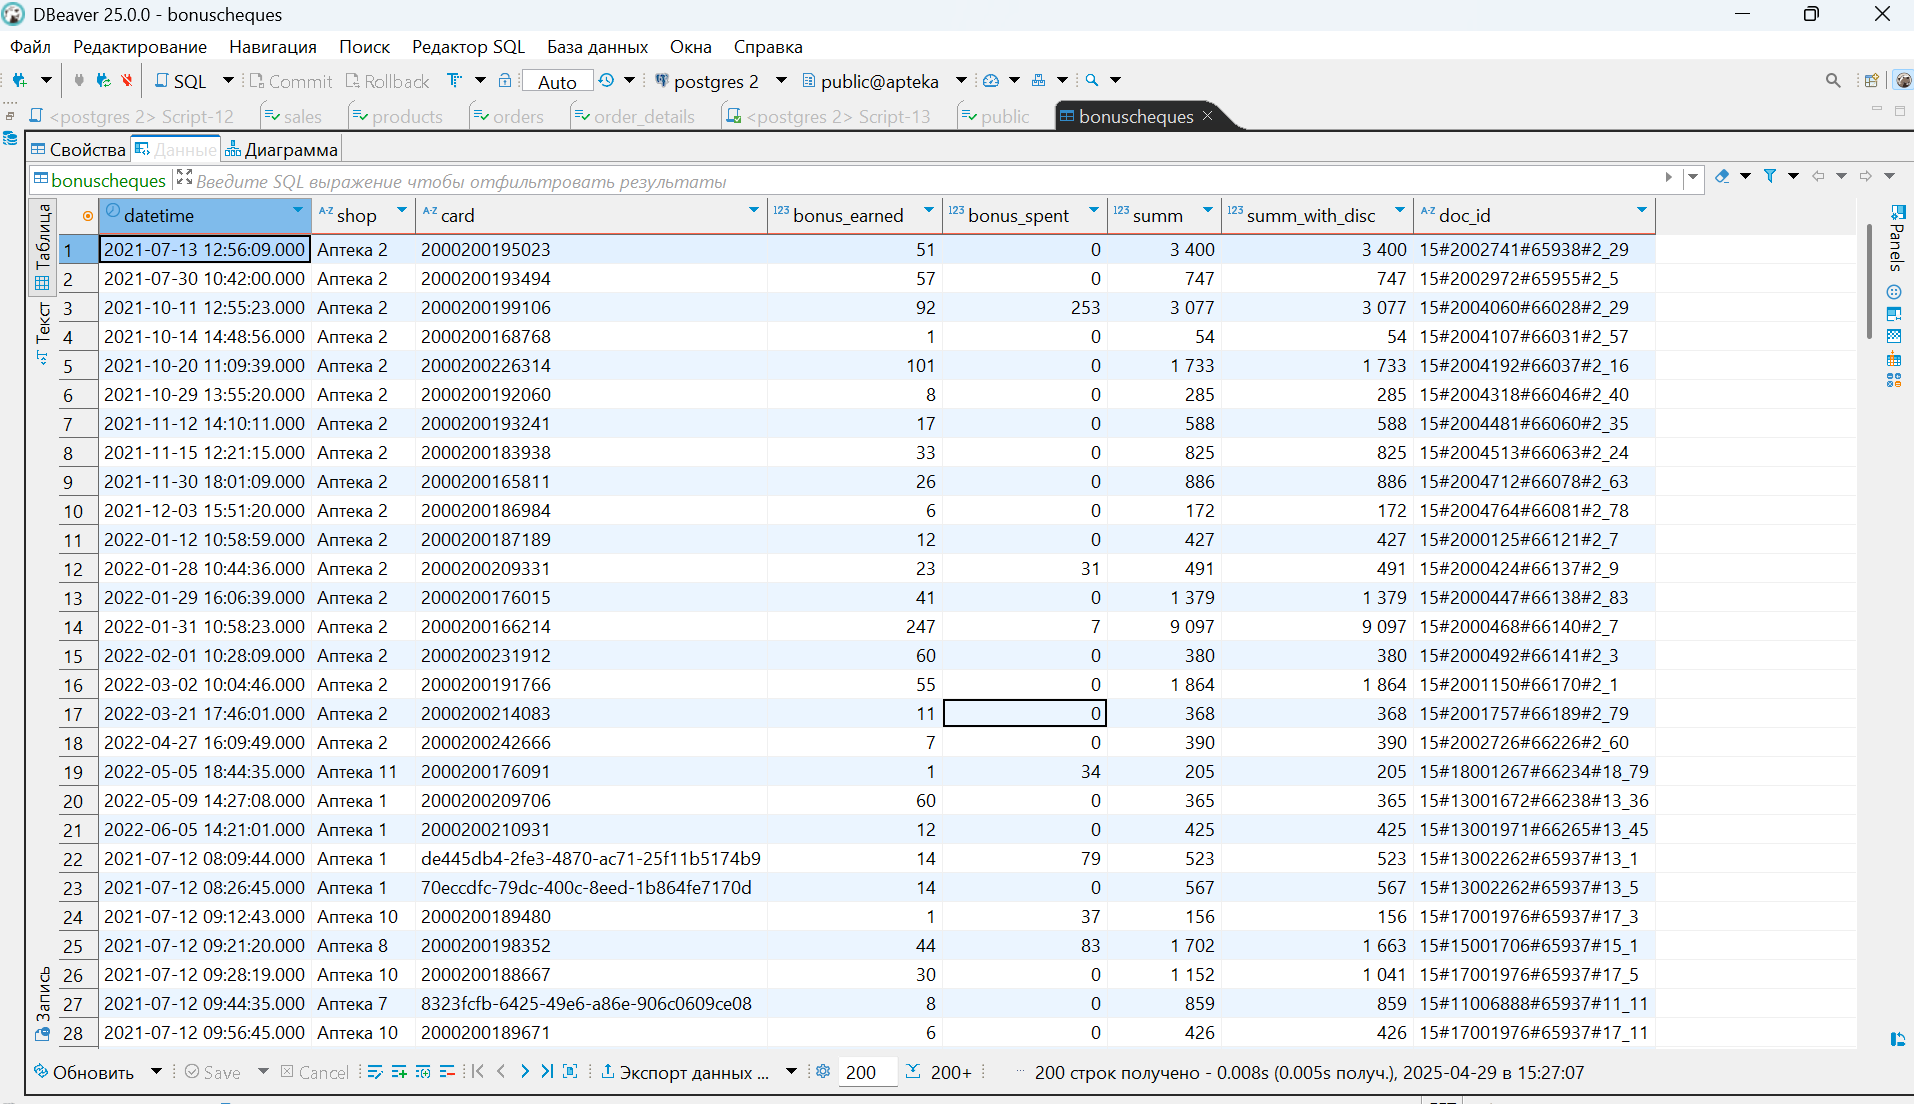 DBeaver 25.0.0 - bonuscheques
Файл Редактирование Навигация Поиск Редактор SQL База данных Окна Справка
SQL Commit Rollback Auto postgres 2 public@apteka
<postgres 2> Script-12 sales products orders order_details <postgres 2> Script-13 public bonuscheques
Свойства Данные Диаграмма
bonuscheques Введите SQL выражение чтобы отфильтровать результаты
datetime A-Z shop A-Z card 123 bonus_earned 123 bonus_spent 123 summ 123 summ_with_disc A-Z doc_id
1 2021-07-13 12:56:09.000 Аптека 2 2000200195023 51 0 3 400 3 400 15#2002741#65938#2_29
2 2021-07-30 10:42:00.000 Аптека 2 2000200193494 57 0 747 747 15#2002972#65955#2_5
3 2021-10-11 12:55:23.000 Аптека 2 2000200199106 92 253 3 077 3 077 15#2004060#66028#2_29
4 2021-10-14 14:48:56.000 Аптека 2 2000200168768 1 0 54 54 15#2004107#66031#2_57
5 2021-10-20 11:09:39.000 Аптека 2 2000200226314 101 0 1 733 1 733 15#2004192#66037#2_16
6 2021-10-29 13:55:20.000 Аптека 2 2000200192060 8 0 285 285 15#2004318#66046#2_40
7 2021-11-12 14:10:11.000 Аптека 2 2000200193241 17 0 588 588 15#2004481#66060#2_35
8 2021-11-15 12:21:15.000 Аптека 2 2000200183938 33 0 825 825 15#2004513#66063#2_24
9 2021-11-30 18:01:09.000 Аптека 2 2000200165811 26 0 886 886 15#2004712#66078#2_63
10 2021-12-03 15:51:20.000 Аптека 2 2000200186984 6 0 172 172 15#2004764#66081#2_78
11 2022-01-12 10:58:59.000 Аптека 2 2000200187189 12 0 427 427 15#2000125#66121#2_7
12 2022-01-28 10:44:36.000 Аптека 2 2000200209331 23 31 491 491 15#2000424#66137#2_9
13 2022-01-29 16:06:39.000 Аптека 2 2000200176015 41 0 1 379 1 379 15#2000447#66138#2_83
14 2022-01-31 10:58:23.000 Аптека 2 2000200166214 247 7 9 097 9 097 15#2000468#66140#2_7
15 2022-02-01 10:28:09.000 Аптека 2 2000200231912 60 0 380 380 15#2000492#66141#2_3
16 2022-03-02 10:04:46.000 Аптека 2 2000200191766 55 0 1 864 1 864 15#2001150#66170#2_1
17 2022-03-21 17:46:01.000 Аптека 2 2000200214083 11 0 368 368 15#2001757#66189#2_79
18 2022-04-27 16:09:49.000 Аптека 2 2000200242666 7 0 390 390 15#2002726#66226#2_60
19 2022-05-05 18:44:35.000 Аптека 11 2000200176091 1 34 205 205 15#18001267#66234#18_79
20 2022-05-09 14:27:08.000 Аптека 1 2000200209706 60 0 365 365 15#13001672#66238#13_36
21 2022-06-05 14:21:01.000 Аптека 1 2000200210931 12 0 425 425 15#13001971#66265#13_45
22 2021-07-12 08:09:44.000 Аптека 1 de445db4-2fe3-4870-ac71-25f11b5174b9 14 79 523 523 15#13002262#65937#13_1
23 2021-07-12 08:26:45.000 Аптека 1 70eccdfc-79dc-400c-8eed-1b864fe7170d 14 0 567 567 15#13002262#65937#13_5
24 2021-07-12 09:12:43.000 Аптека 10 2000200189480 1 37 156 156 15#17001976#65937#17_3
25 2021-07-12 09:21:20.000 Аптека 8 2000200198352 44 83 1 702 1 663 15#15001706#65937#15_1
26 2021-07-12 09:28:19.000 Аптека 10 2000200188667 30 0 1 152 1 041 15#17001976#65937#17_5
27 2021-07-12 09:44:35.000 Аптека 7 8323fcfb-6425-49e6-a86e-906c0609ce08 8 0 859 859 15#11006888#65937#11_11
28 2021-07-12 09:56:45.000 Аптека 10 2000200189671 6 0 426 426 15#17001976#65937#17_11
Таблица
Текст
Запись
Panels
Обновить Save Cancel Экспорт данных ... 200 200+ 200 строк получено - 0.008s (0.005s получ.), 2025-04-29 в 15:27:07